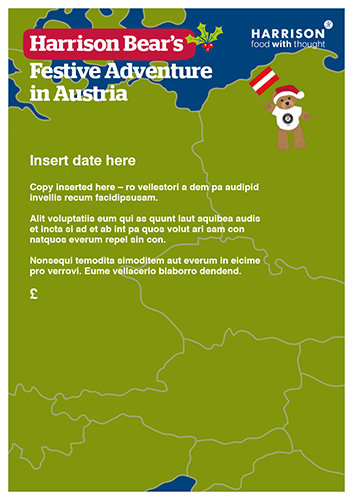 Harrison Bear's
Festive Adventure
in Austria
HARRISON
food with thought
Insert date here
Copy inserted here – ro vellestori a dem pa audipid
invellis recum facidipsusam.
Alit voluptatiis eum qui as quunt laut aquibea audis
et incta si ad et ab int pa quos volut ari sam con
natquos everum repel sin con.
Nonsequi temodita simoditem aut everum in eicime
pro verrovi. Eume vellacerio blaborro dendend.
£